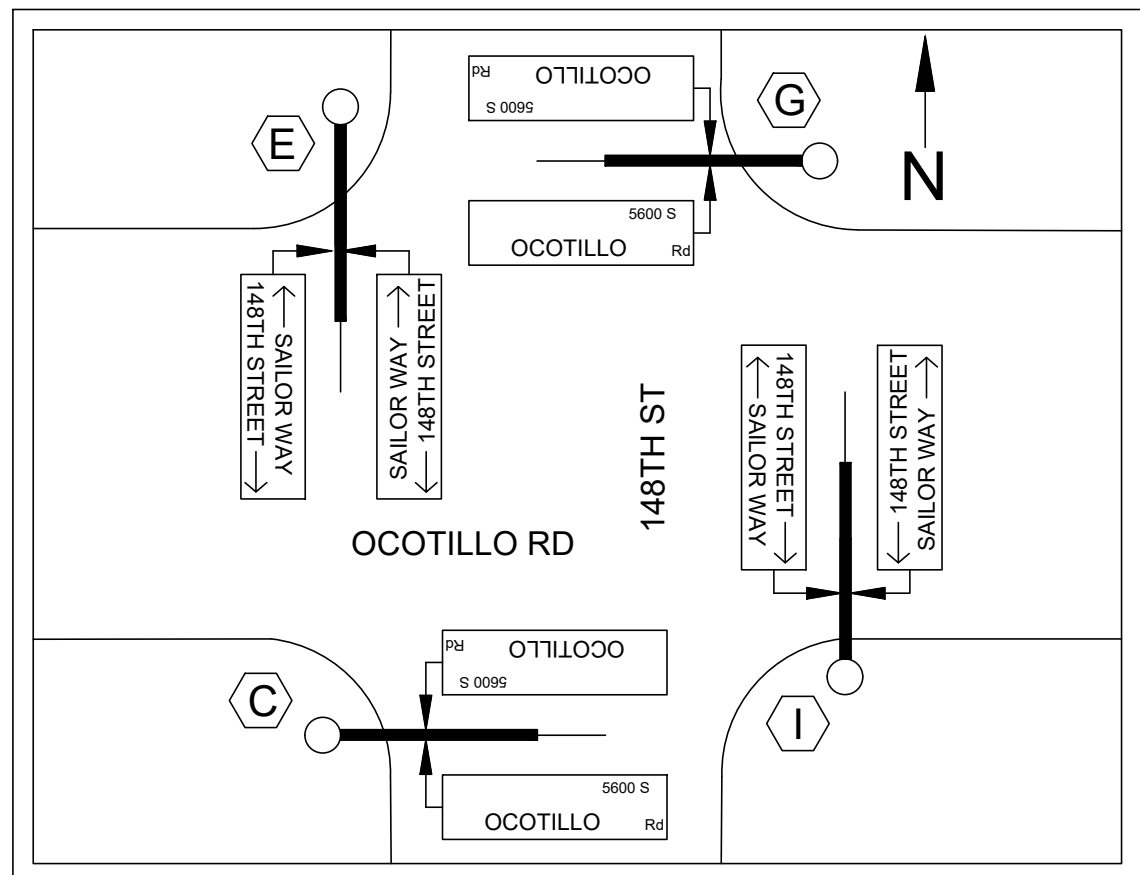 OCOTILLO Rd
5600 S
G
N
E
5600 S
OCOTILLO Rd
← 148TH STREET
SAILOR WAY →
SAILOR WAY →
← 148TH STREET
148TH STREET →
← SAILOR WAY
← 148TH STREET
SAILOR WAY →
148TH ST
OCOTILLO RD
OCOTILLO Rd
5600 S
C
I
5600 S
OCOTILLO Rd